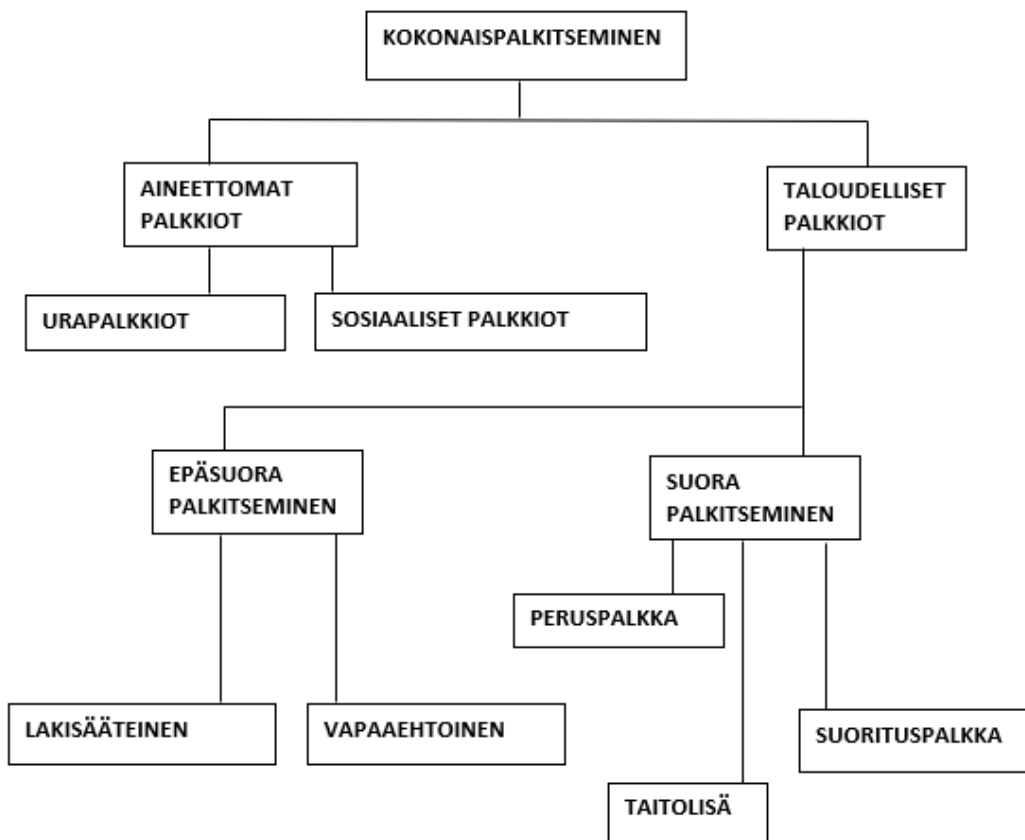 KOKONAISPALKITSEMINEN
AINEETTOMAT
PALKKIOT
TALOUDELLISET
PALKKIOT
URAPALKKIOT
SOSIAALISET PALKKIOT
EPÄSUORA
PALKITSEMINEN
SUORA
PALKITSEMINEN
PERUSPALKKA
LAKISÄÄTEINEN
VAPAAEHTOINEN
SUORITUSPALKKA
TAITOLISÄ